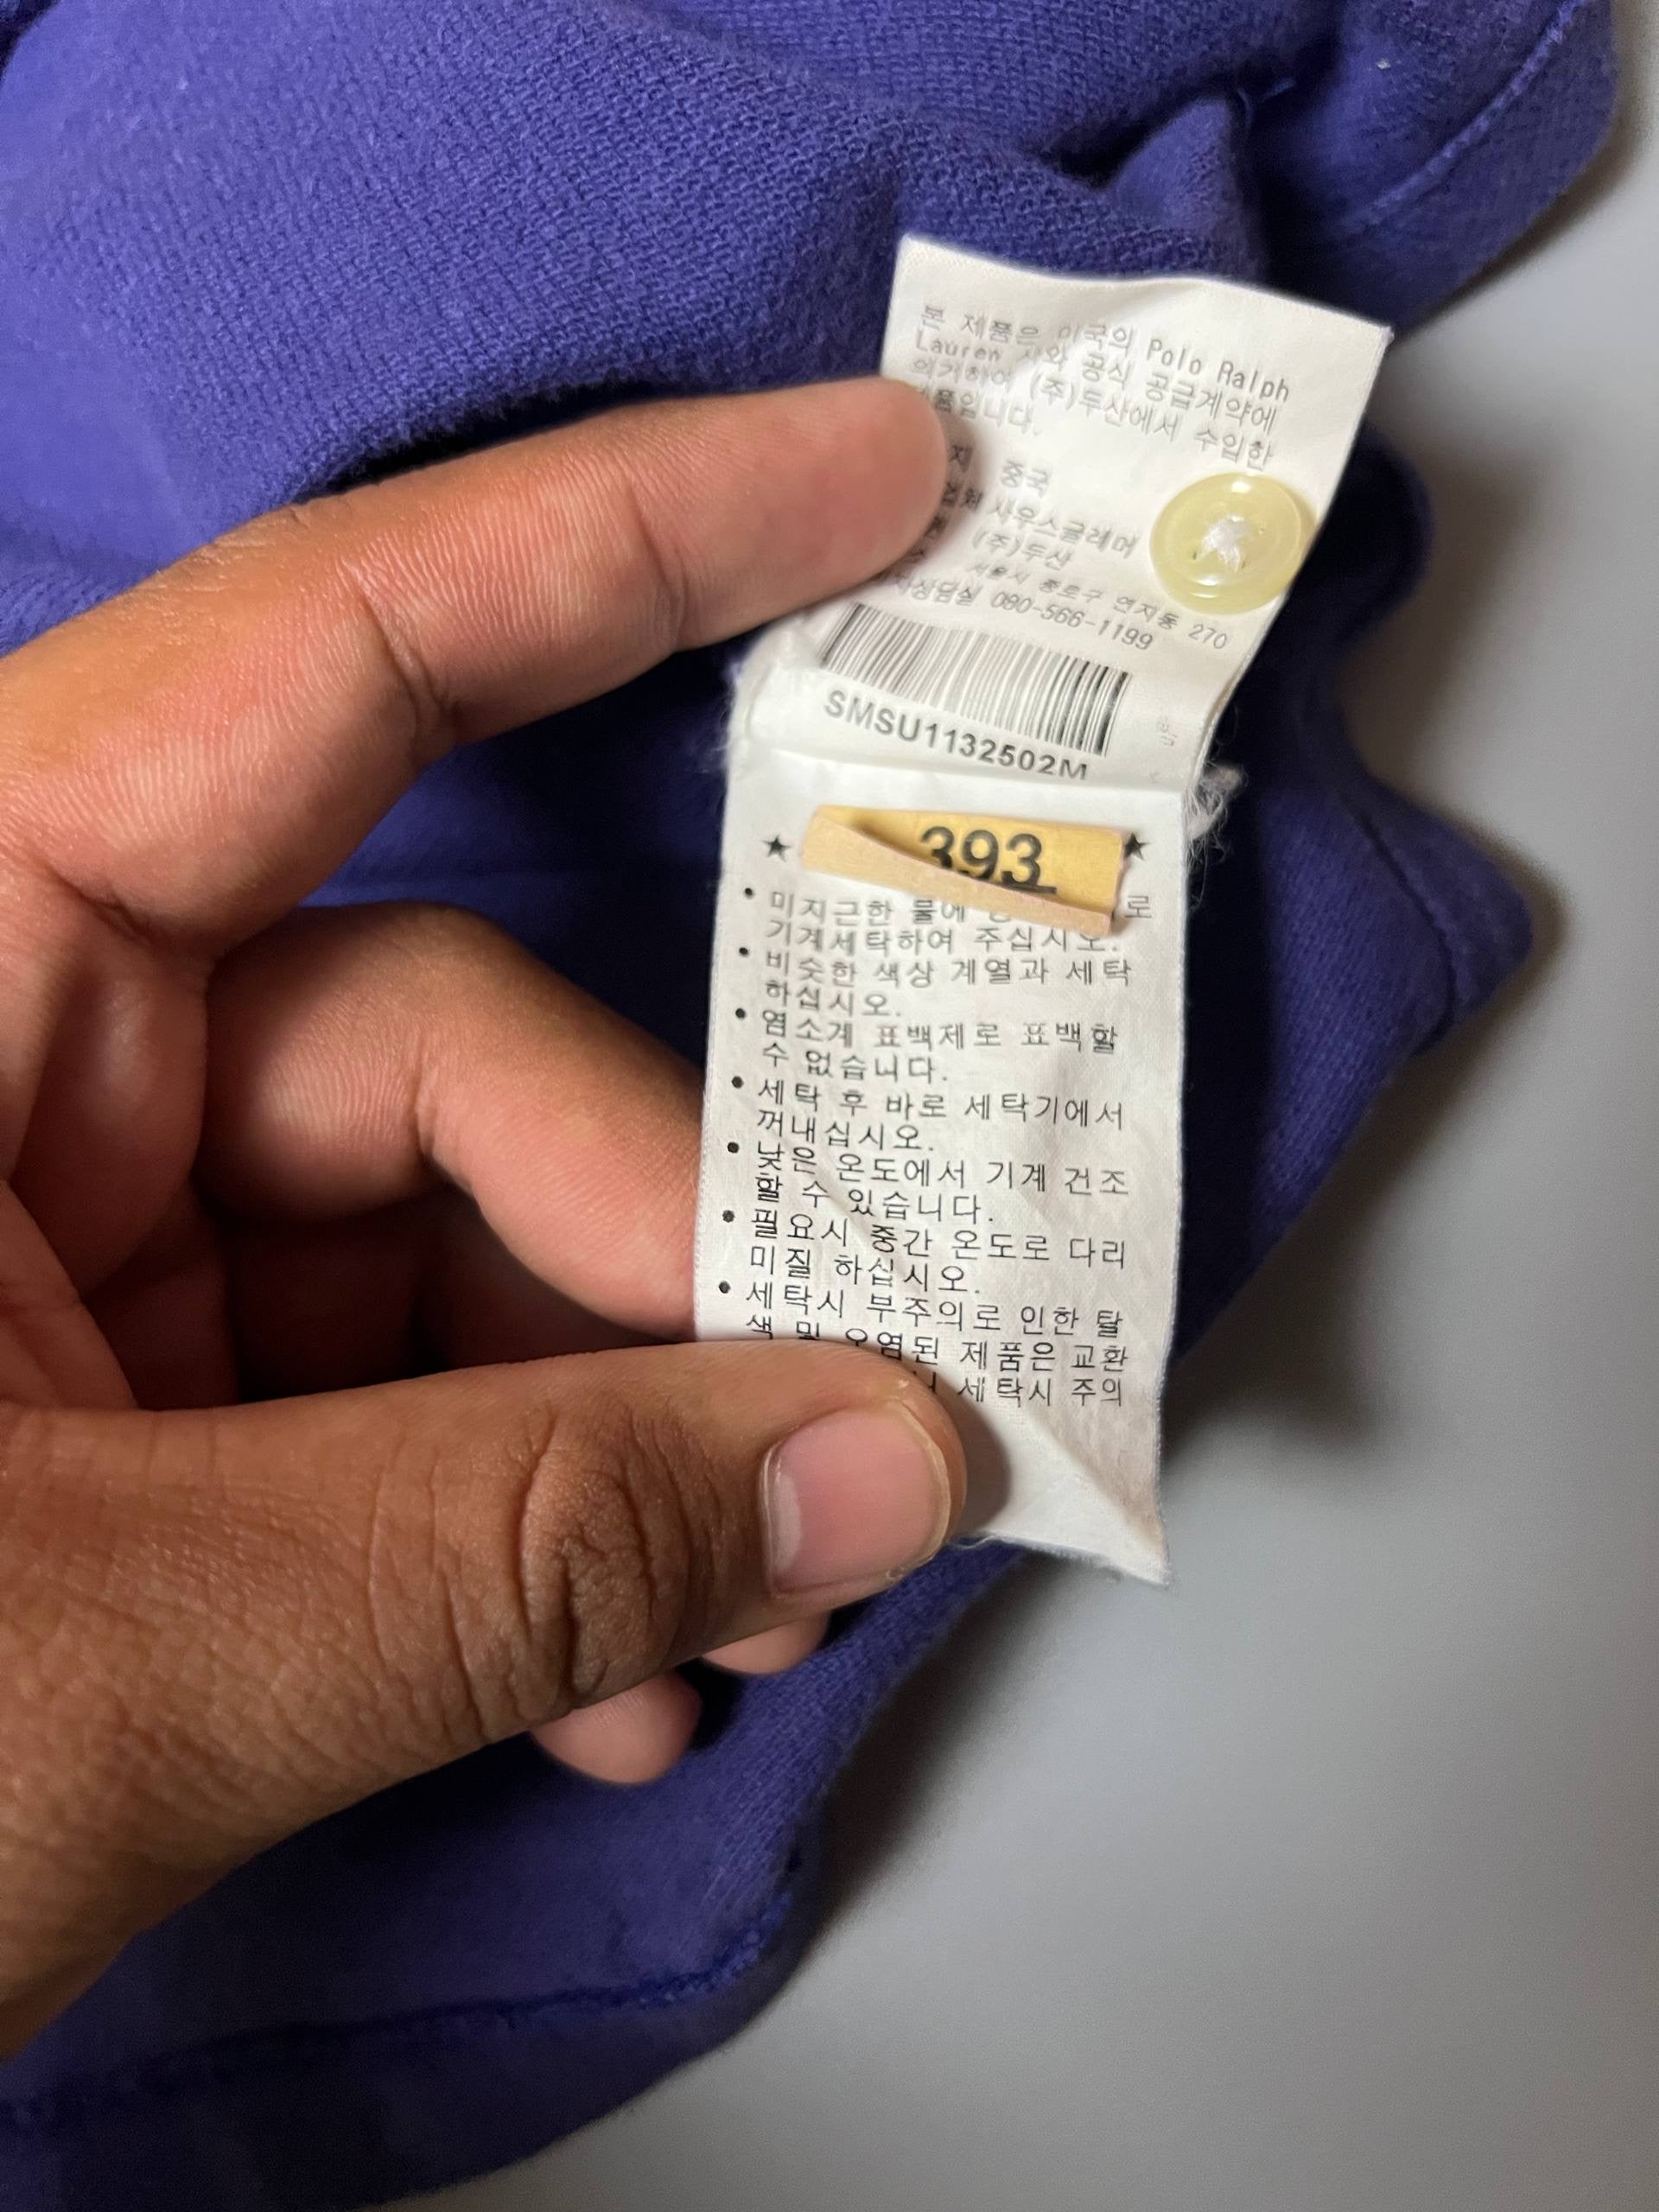 본 제품은 미국의 Polo Ralph
Lauren 사와 공식 공급계약에
의거하여 (주)두산에서 수입한
제품입니다.
지 중국
사우스글레머
(주)두산
서울시 종로구 연지동 270
자상담실 080-566-1199
SMSU1132502M
★ 393 ★
• 미지근한 물에 로
기계세탁하여 주십시오.
• 비슷한 색상 계열과 세탁
하십시오.
• 염소계 표백제로 표백할
수 없습니다.
• 세탁 후 바로 세탁기에서
꺼내십시오.
• 낮은 온도에서 기계 건조
할 수 있습니다.
• 필요시 중간 온도로 다리
미질 하십시오.
• 세탁시 부주의로 인한 탈
색 및 오염된 제품은 교환
세탁시 주의